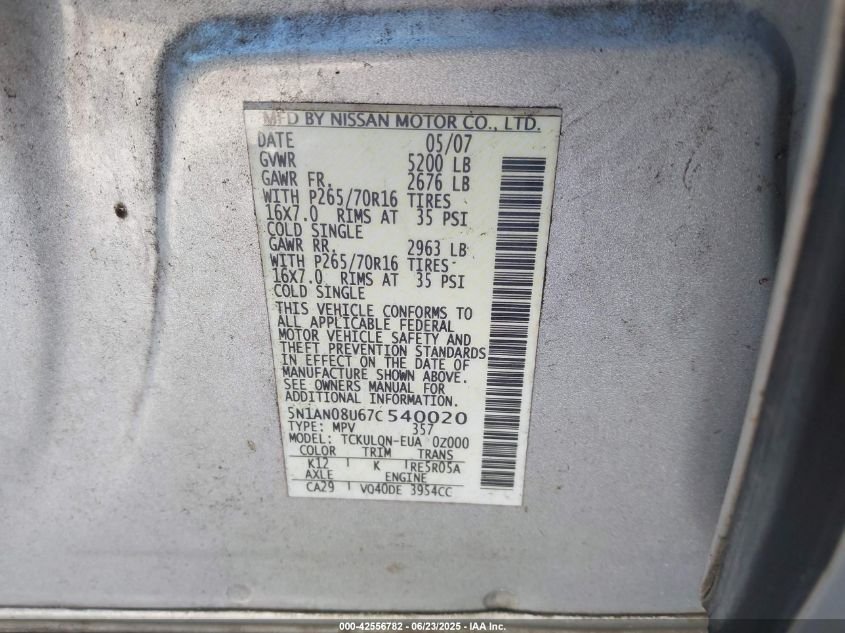 MFD BY NISSAN MOTOR CO., LTD.
DATE 05/07
GVWR 5200 LB
GAWR FR. 2676 LB
WITH P265/70R16 TIRES
16X7.0 RIMS AT 35 PSI
COLD SINGLE
GAWR RR. 2963 LB
WITH P265/70R16 TIRES
16X7.0 RIMS AT 35 PSI
COLD SINGLE
THIS VEHICLE CONFORMS TO
ALL APPLICABLE FEDERAL
MOTOR VEHICLE SAFETY AND
THEFT PREVENTION STANDARDS
IN EFFECT ON THE DATE OF
MANUFACTURE SHOWN ABOVE.
SEE OWNERS MANUAL FOR
ADDITIONAL INFORMATION.
5N1AN08U67C540020
TYPE: MPV 357
MODEL: TCKULQN-EUA 0Z000
COLOR TRIM TRANS
K12 K RE5R05A
AXLE ENGINE
CA29 VQ40DE 3954CC
000-42556782 - 06/23/2025 - IAA Inc.